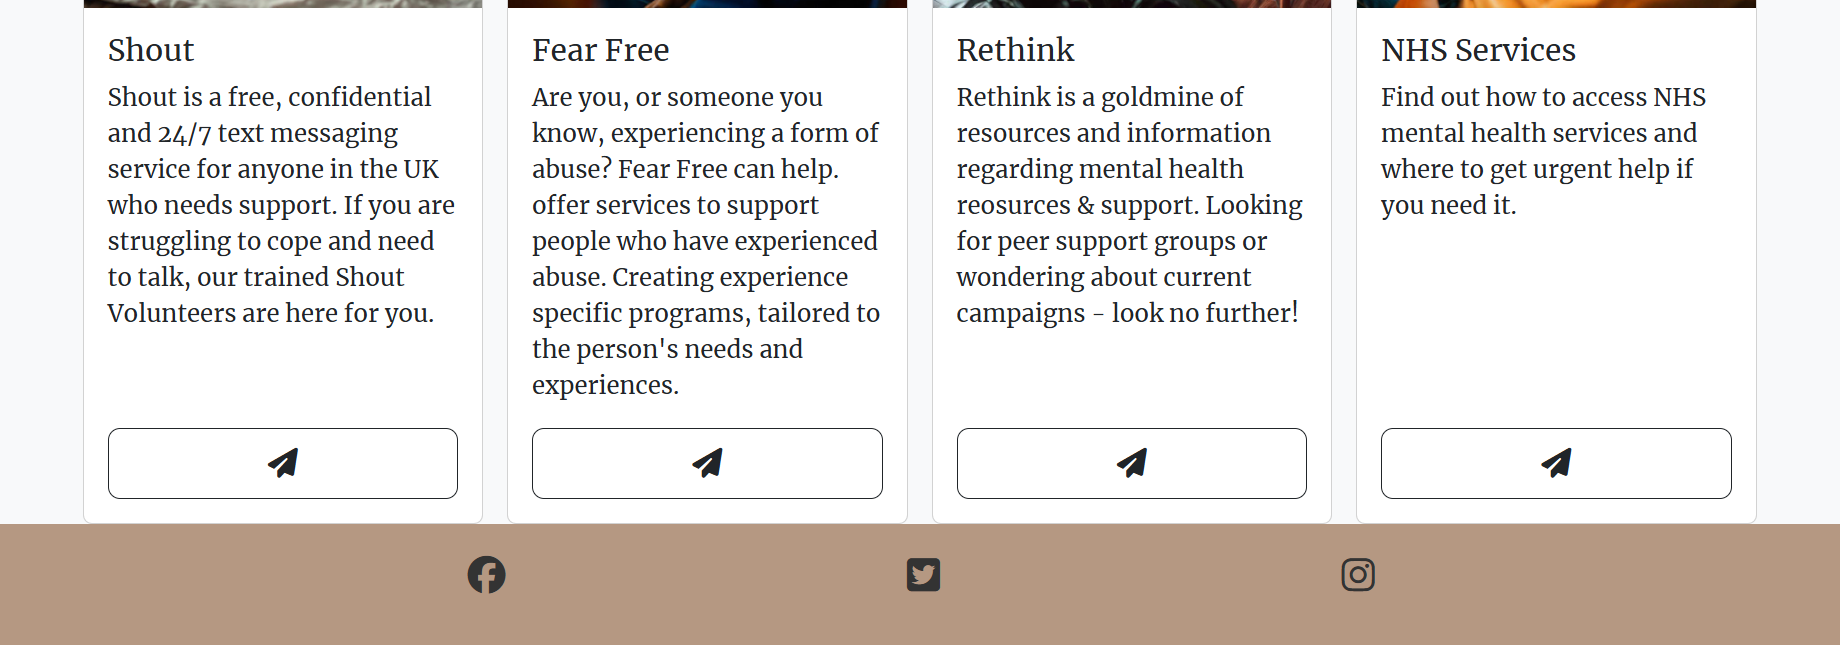 Shout
Shout is a free, confidential
and 24/7 text messaging
service for anyone in the UK
who needs support. If you are
struggling to cope and need
to talk, our trained Shout
Volunteers are here for you.
Fear Free
Are you, or someone you
know, experiencing a form of
abuse? Fear Free can help.
offer services to support
people who have experienced
abuse. Creating experience
specific programs, tailored to
the person's needs and
experiences.
Rethink
Rethink is a goldmine of
resources and information
regarding mental health
reosurces & support. Looking
for peer support groups or
wondering about current
campaigns - look no further!
NHS Services
Find out how to access NHS
mental health services and
where to get urgent help if
you need it.